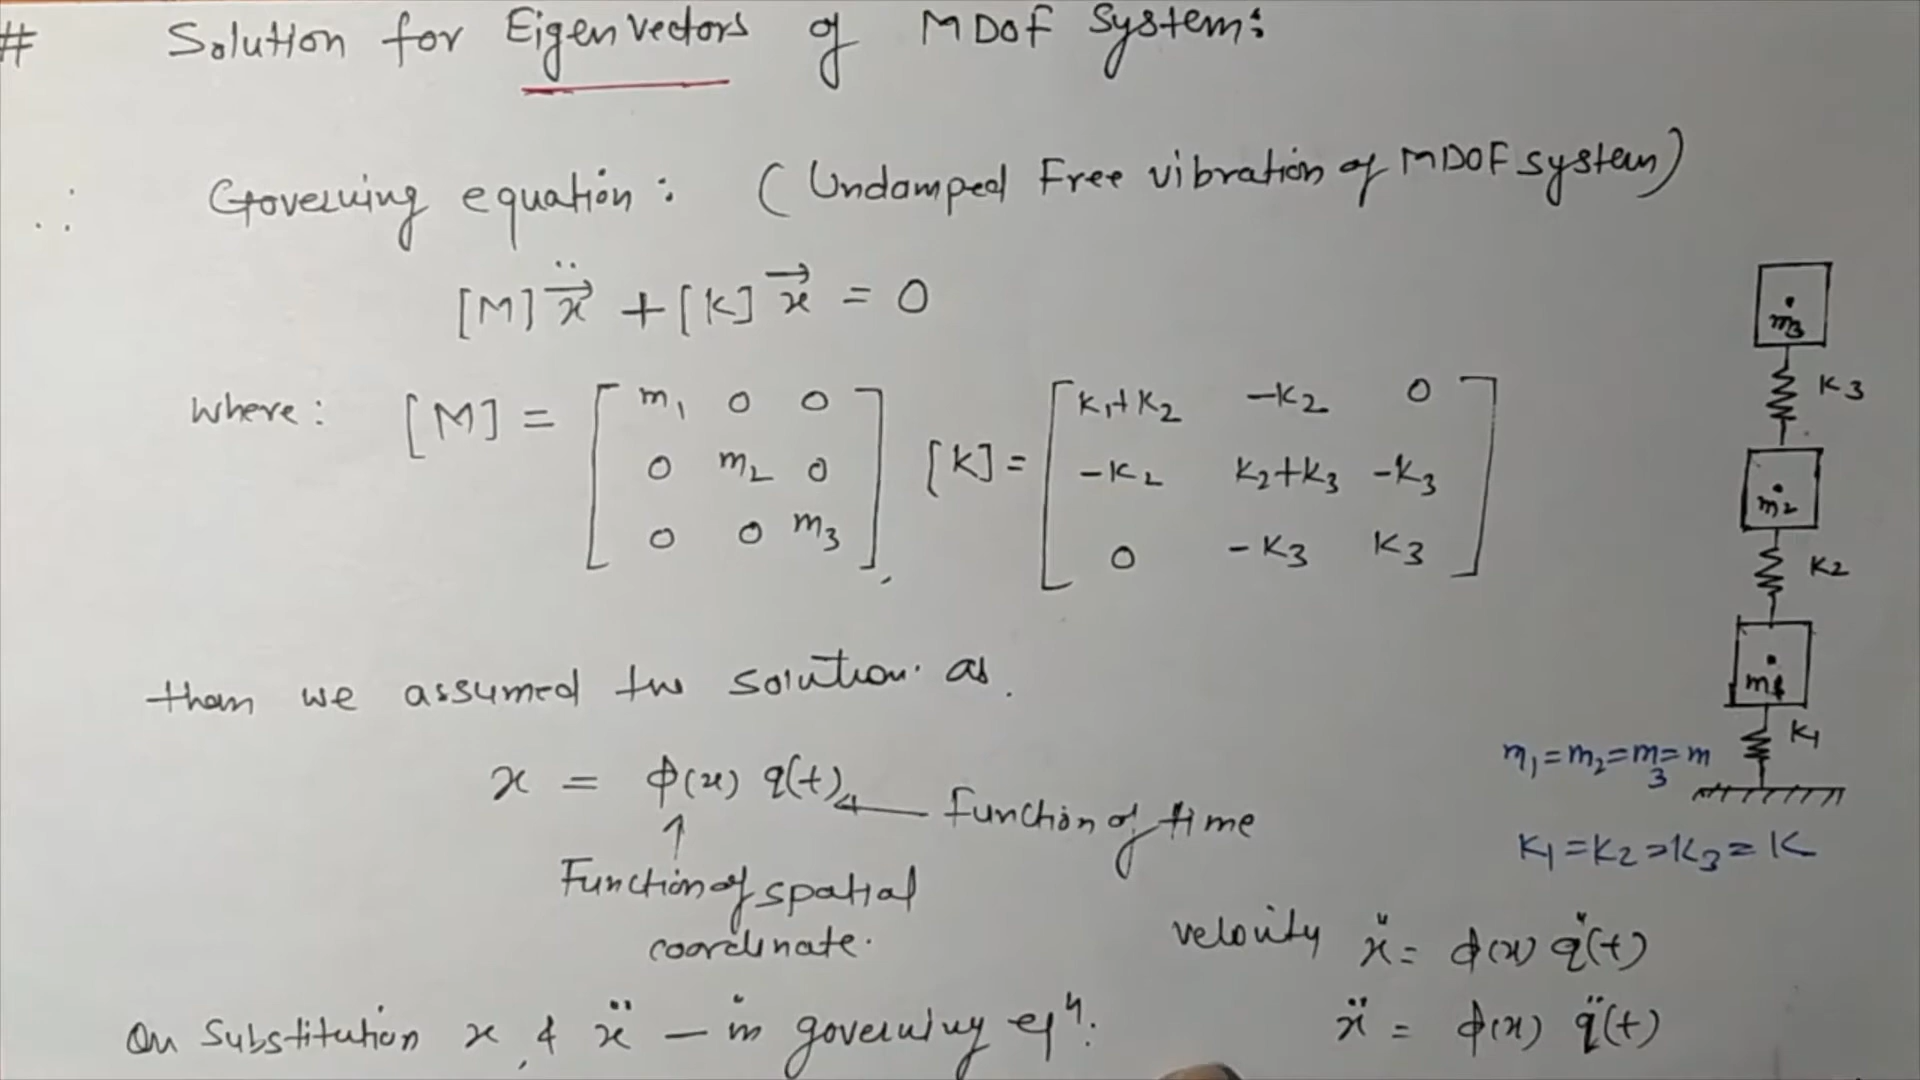 # Solution for Eigenvectors of MDOF System:
∴ Governing equation: (Undamped Free vibration of MDOF system)
[M] ẍ⃗ + [K] x⃗ = 0
where: [M] = [ m₁ 0 0
0 m₂ 0
0 0 m₃ ], [K] = [ K₁+K₂ -K₂ 0
-K₂ K₂+K₃ -K₃
0 -K₃ K₃ ]
m₃
K3
m₂
K2
m1
K1
than we assumed the solution as.
x = ϕ(x) q(t) ← Function of time
↑
Function of spatial
coordinate.
m₁=m₂=m₃=m
K₁=K₂=K₃=K
velocity ẍ = ϕ(x) q̈(t)
ẍ = ϕ(x) q̈(t)
On Substitution x & ẍ – in governing eqⁿ.